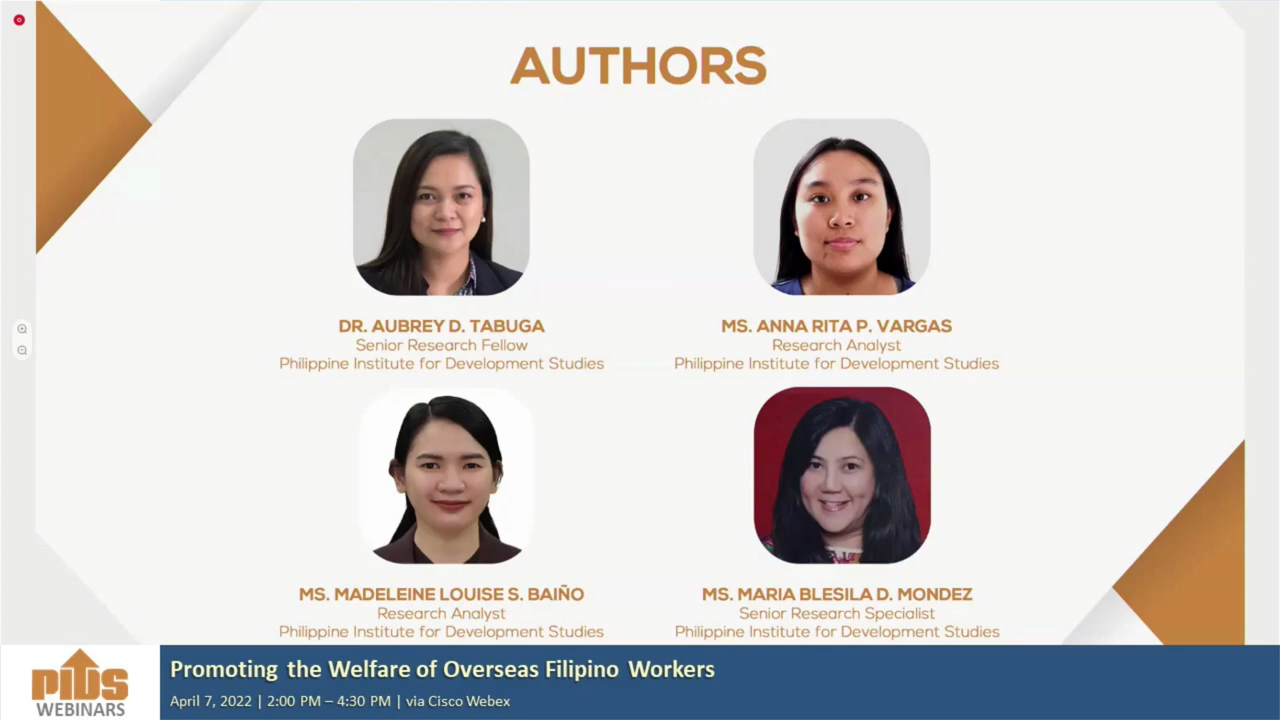 AUTHORS
DR. AUBREY D. TABUGA
Senior Research Fellow
Philippine Institute for Development Studies
MS. ANNA RITA P. VARGAS
Research Analyst
Philippine Institute for Development Studies
MS. MADELEINE LOUISE S. BAIÑO
Research Analyst
Philippine Institute for Development Studies
MS. MARIA BLESILA D. MONDEZ
Senior Research Specialist
Philippine Institute for Development Studies
PIDS
WEBINARS
Promoting the Welfare of Overseas Filipino Workers
April 7, 2022 | 2:00 PM – 4:30 PM | via Cisco Webex